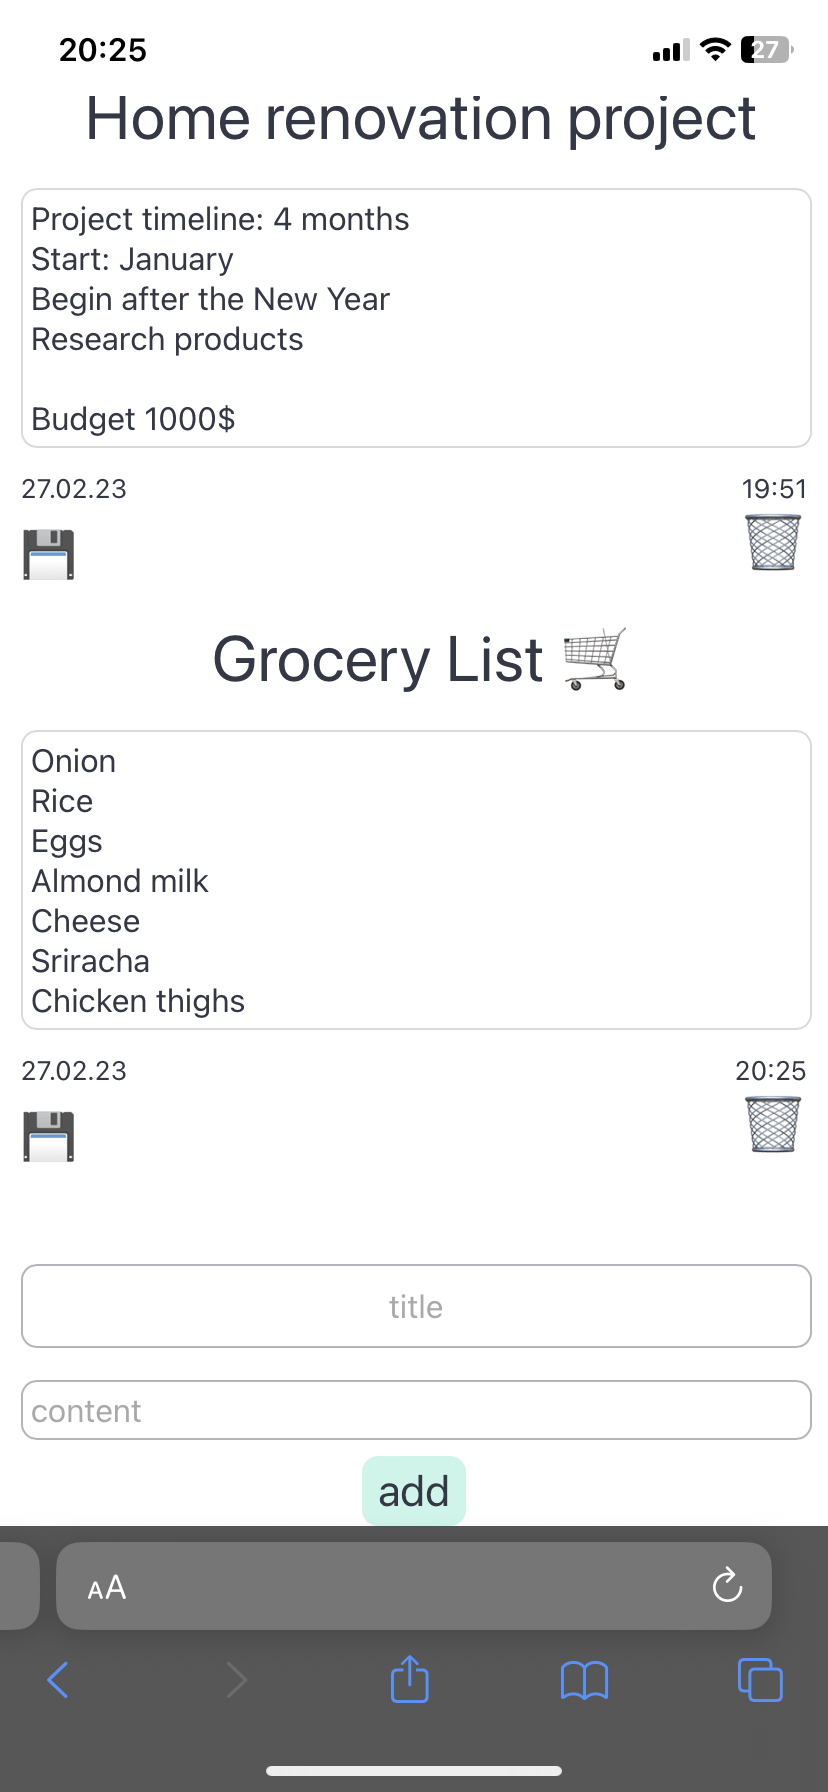 20:25
27
Home renovation project
Project timeline: 4 months
Start: January
Begin after the New Year
Research products
Budget 1000$
27.02.23
19:51
Grocery List
Onion
Rice
Eggs
Almond milk
Cheese
Sriracha
Chicken thighs
27.02.23
20:25
title
content
add
AA